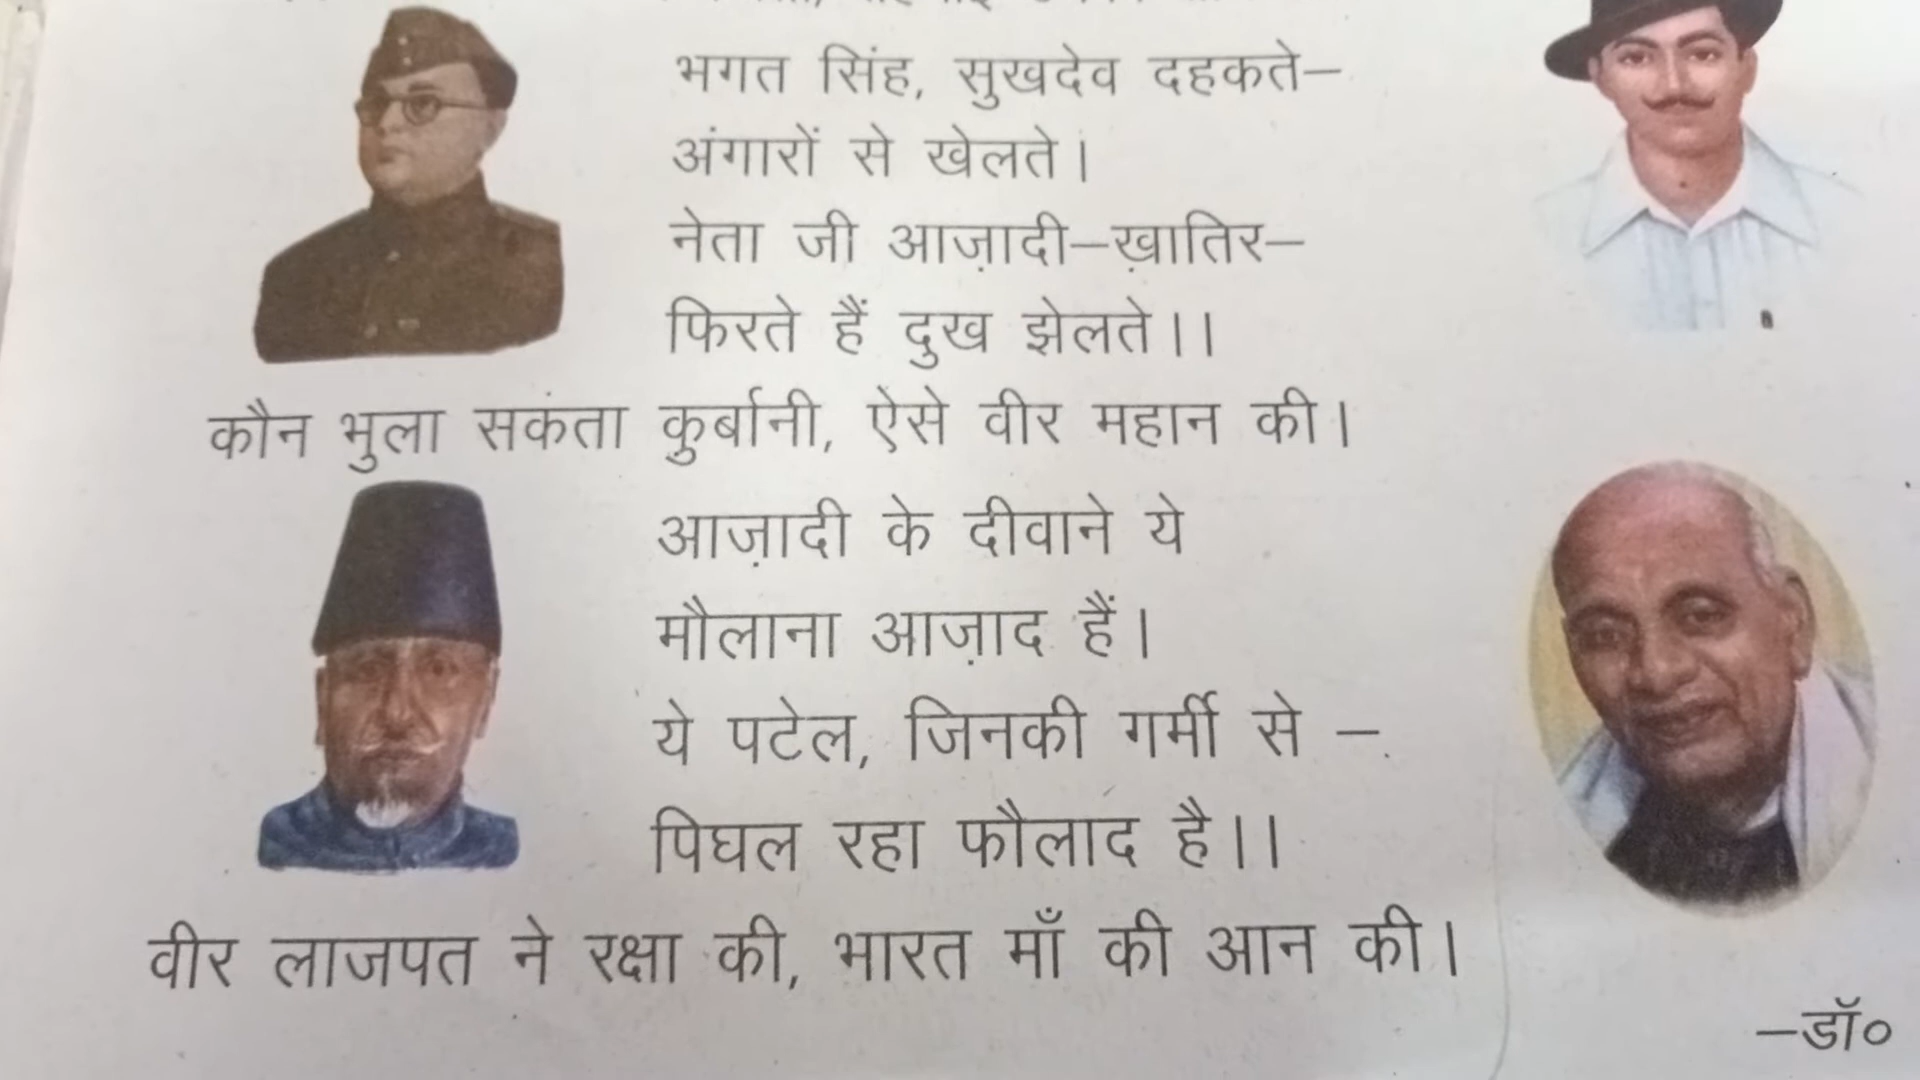 भगत सिंह, सुखदेव दहकते–
अंगारों से खेलते।
नेता जी आज़ादी–ख़ातिर–
फिरते हैं दुख झेलते।।
कौन भुला सकता कुर्बानी, ऐसे वीर महान की।
आज़ादी के दीवाने ये
मौलाना आज़ाद हैं।
ये पटेल, जिनकी गर्मी से –
पिघल रहा फौलाद है।।
वीर लाजपत ने रक्षा की, भारत माँ की आन की।
–डॉ०